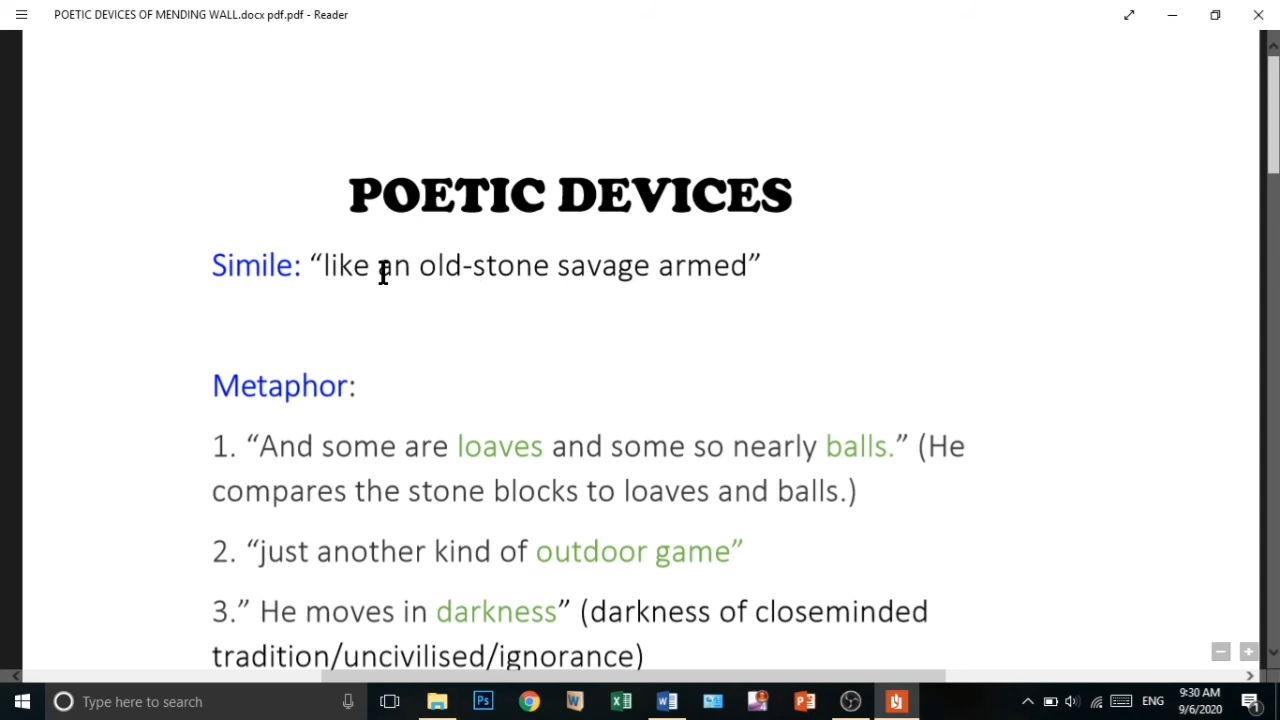 POETIC DEVICES OF MENDING WALL.docx pdf.pdf - Reader
POETIC DEVICES
Simile: “like an old-stone savage armed”
Metaphor:
1. “And some are loaves and some so nearly balls.” (He
compares the stone blocks to loaves and balls.)
2. “just another kind of outdoor game”
3.” He moves in darkness” (darkness of closeminded
tradition/uncivilised/ignorance)
Type here to search
ENG
9:30 AM
9/6/2020